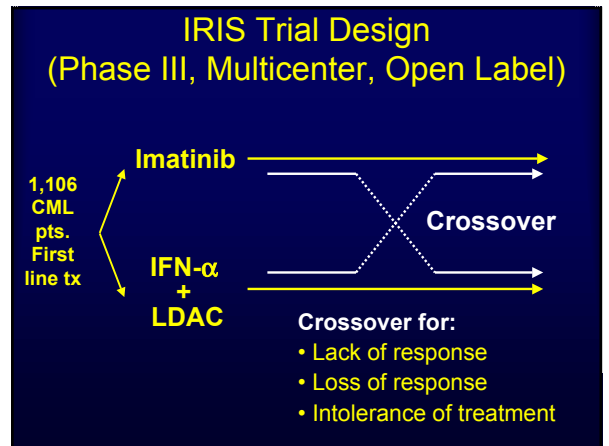 IRIS Trial Design
(Phase III, Multicenter, Open Label)
1,106
CML
pts.
First
line tx
Imatinib
IFN-α
+
LDAC
Crossover
Crossover for:
• Lack of response
• Loss of response
• Intolerance of treatment